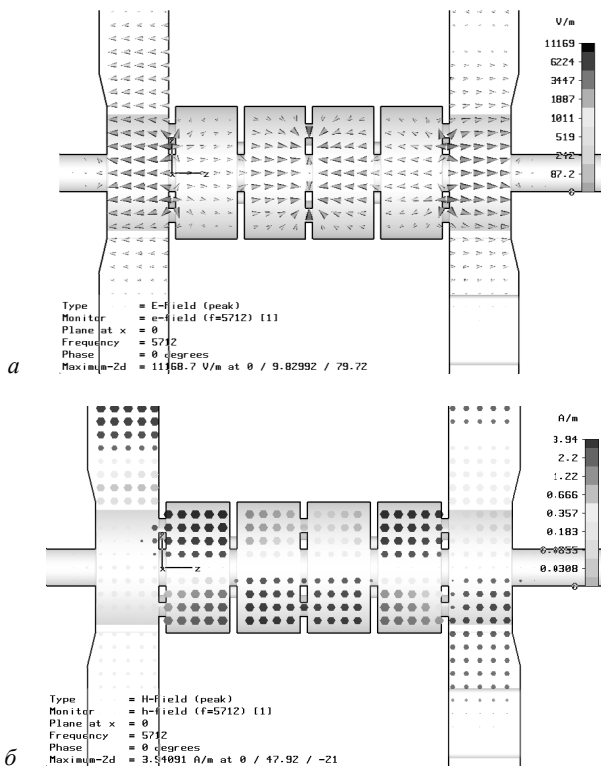 V/m
11169
6224
3447
1887
1011
519
242
87.2
0
x z
Type = E-Field (peak)
Monitor = e-field (f=5712) [1]
Plane at x = 0
Frequency = 5712
Phase = 0 degrees
Maximum-2d = 11168.7 V/m at 0 / 9.82992 / 79.72
а
A/m
3.94
2.2
1.22
0.666
0.357
0.183
0.0308
0
x z
Type = H-Field (peak)
Monitor = h-field (f=5712) [1]
Plane at x = 0
Frequency = 5712
Phase = 0 degrees
Maximum-2d = 3.94091 A/m at 0 / 47.92 / -21
б